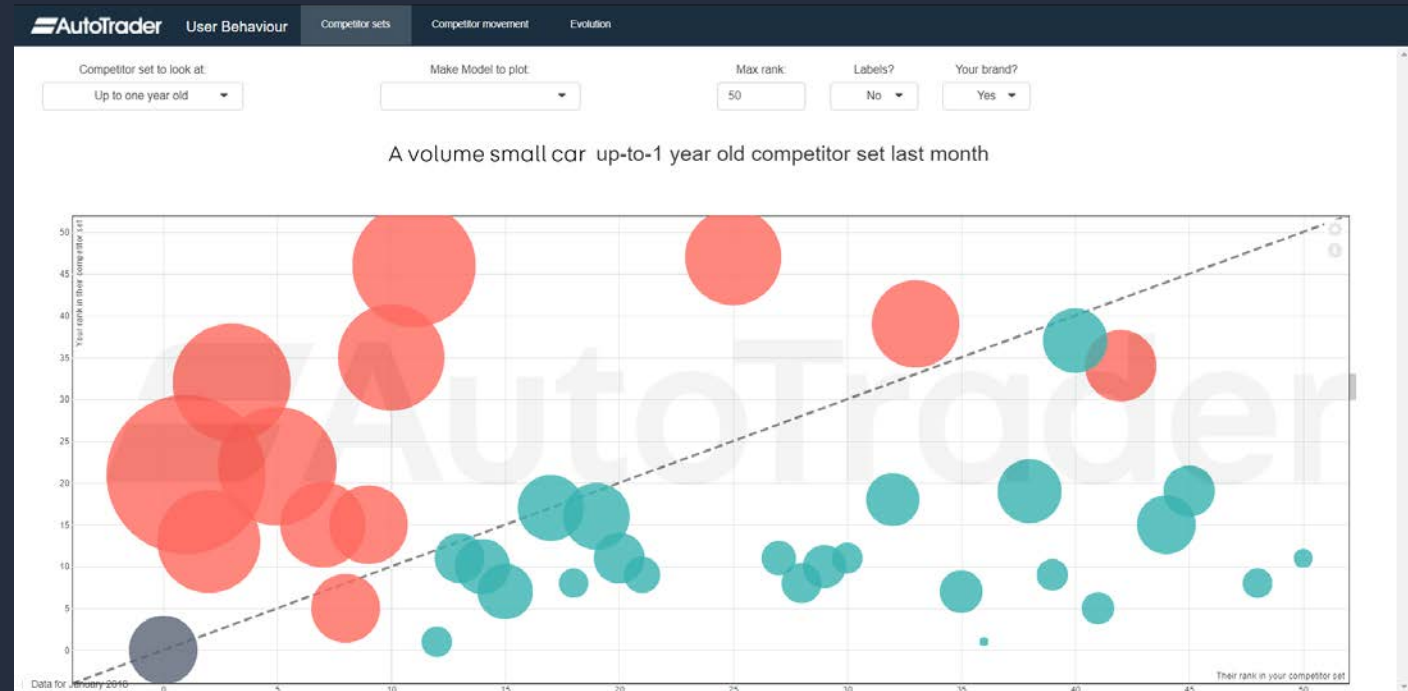 AutoTrader User Behaviour Competitor sets Competitor movement Evolution
Competitor set to look at: Make Model to plot: Max rank: Labels? Your brand?
Up to one year old 50 No Yes
A volume small car up-to-1 year old competitor set last month
Your rank in their competitor set
50
45
40
35
30
25
20
15
10
5
0
AutoTrader
Their rank in your competitor set
Data for January 2018
0 5 10 15 20 25 30 35 40 45 50